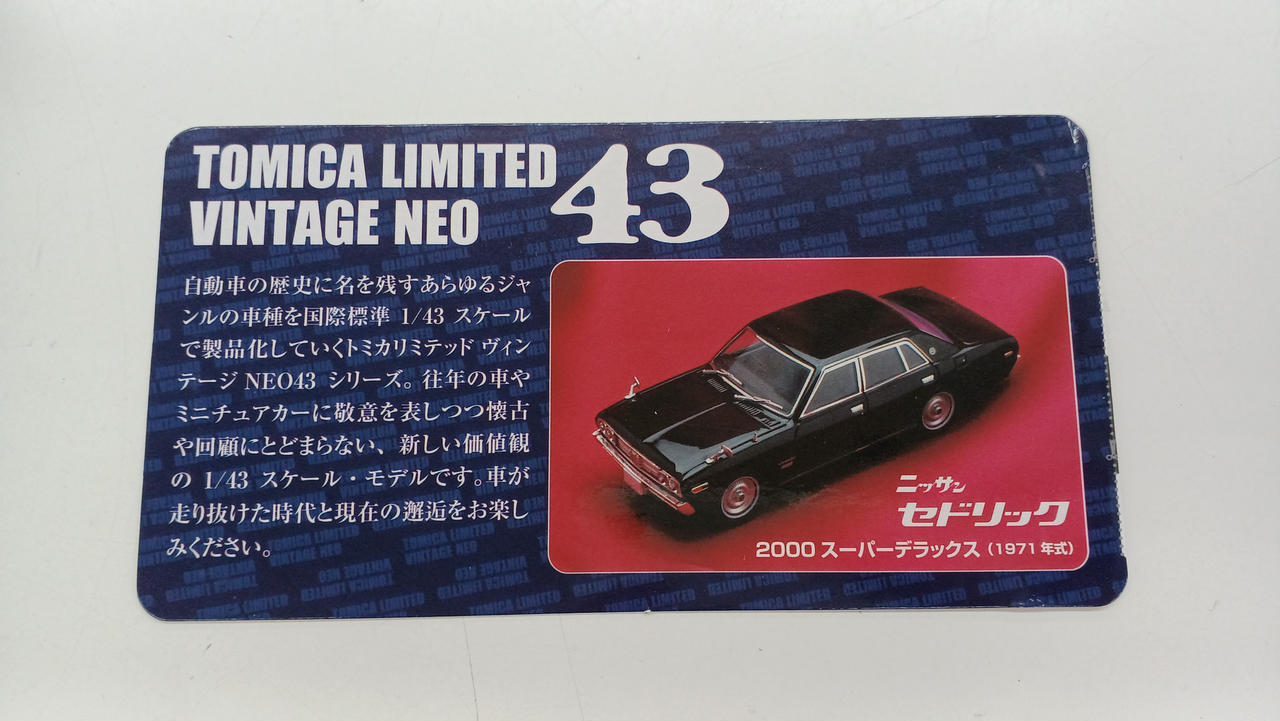 TOMICA LIMITED
VINTAGE NEO 43
自動車の歴史に名を残すあらゆるジャ
ンルの車種を国際標準 1/43 スケール
で製品化していくトミカリミテッド ヴィン
テージ NEO43 シリーズ。往年の車や
ミニチュアカーに敬意を表しつつ懐古
や回顧にとどまらない、新しい価値観
の 1/43 スケール・モデルです。車が
走り抜けた時代と現在の邂逅をお楽し
みください。
ニッサン
セドリック
2000 スーパーデラックス（1971 年式）